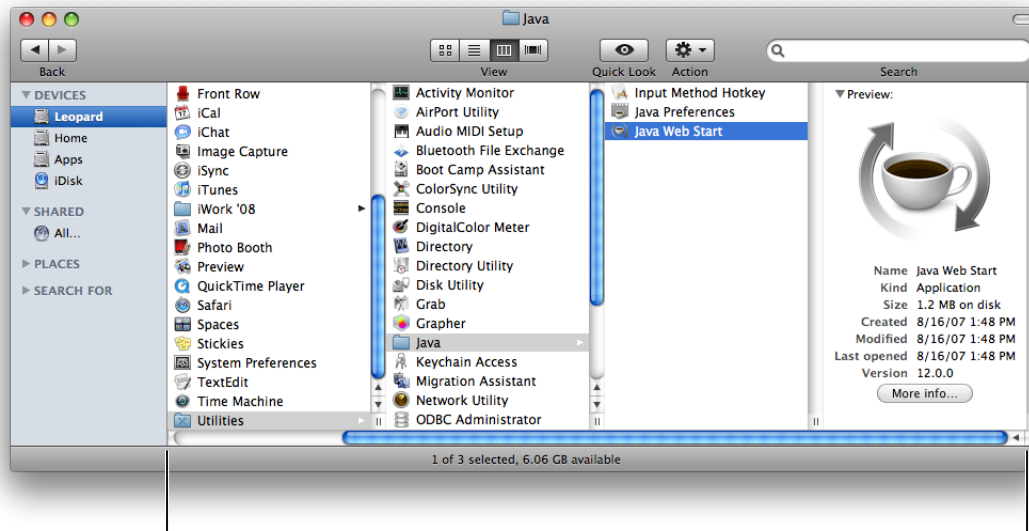 Java
Back
View
Quick Look
Action
Search
DEVICES
Leopard
Home
Apps
iDisk
SHARED
All...
PLACES
SEARCH FOR
Front Row
iCal
iChat
Image Capture
iSync
iTunes
iWork '08
Mail
Photo Booth
Preview
QuickTime Player
Safari
Spaces
Stickies
System Preferences
TextEdit
Time Machine
Utilities
Activity Monitor
AirPort Utility
Audio MIDI Setup
Bluetooth File Exchange
Boot Camp Assistant
ColorSync Utility
Console
DigitalColor Meter
Directory
Directory Utility
Disk Utility
Grab
Grapher
Java
Keychain Access
Migration Assistant
Network Utility
ODBC Administrator
Input Method Hotkey
Java Preferences
Java Web Start
Preview:
Name Java Web Start
Kind Application
Size 1.2 MB on disk
Created 8/16/07 1:48 PM
Modified 8/16/07 1:48 PM
Last opened 8/16/07 1:48 PM
Version 12.0.0
More info...
1 of 3 selected, 6.06 GB available